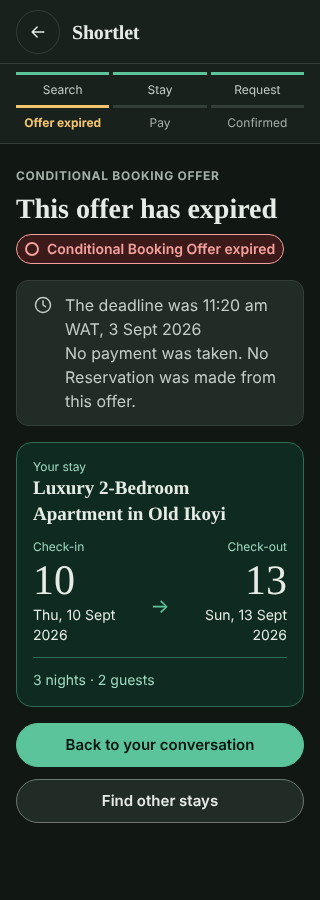 Shortlet
Search
Stay
Request
Offer expired
Pay
Confirmed
CONDITIONAL BOOKING OFFER
This offer has expired
Conditional Booking Offer expired
The deadline was 11:20 am
WAT, 3 Sept 2026
No payment was taken. No
Reservation was made from
this offer.
Your stay
Luxury 2-Bedroom
Apartment in Old Ikoyi
Check-in
Check-out
10
13
Thu, 10 Sept
2026
→
Sun, 13 Sept
2026
3 nights · 2 guests
Back to your conversation
Find other stays